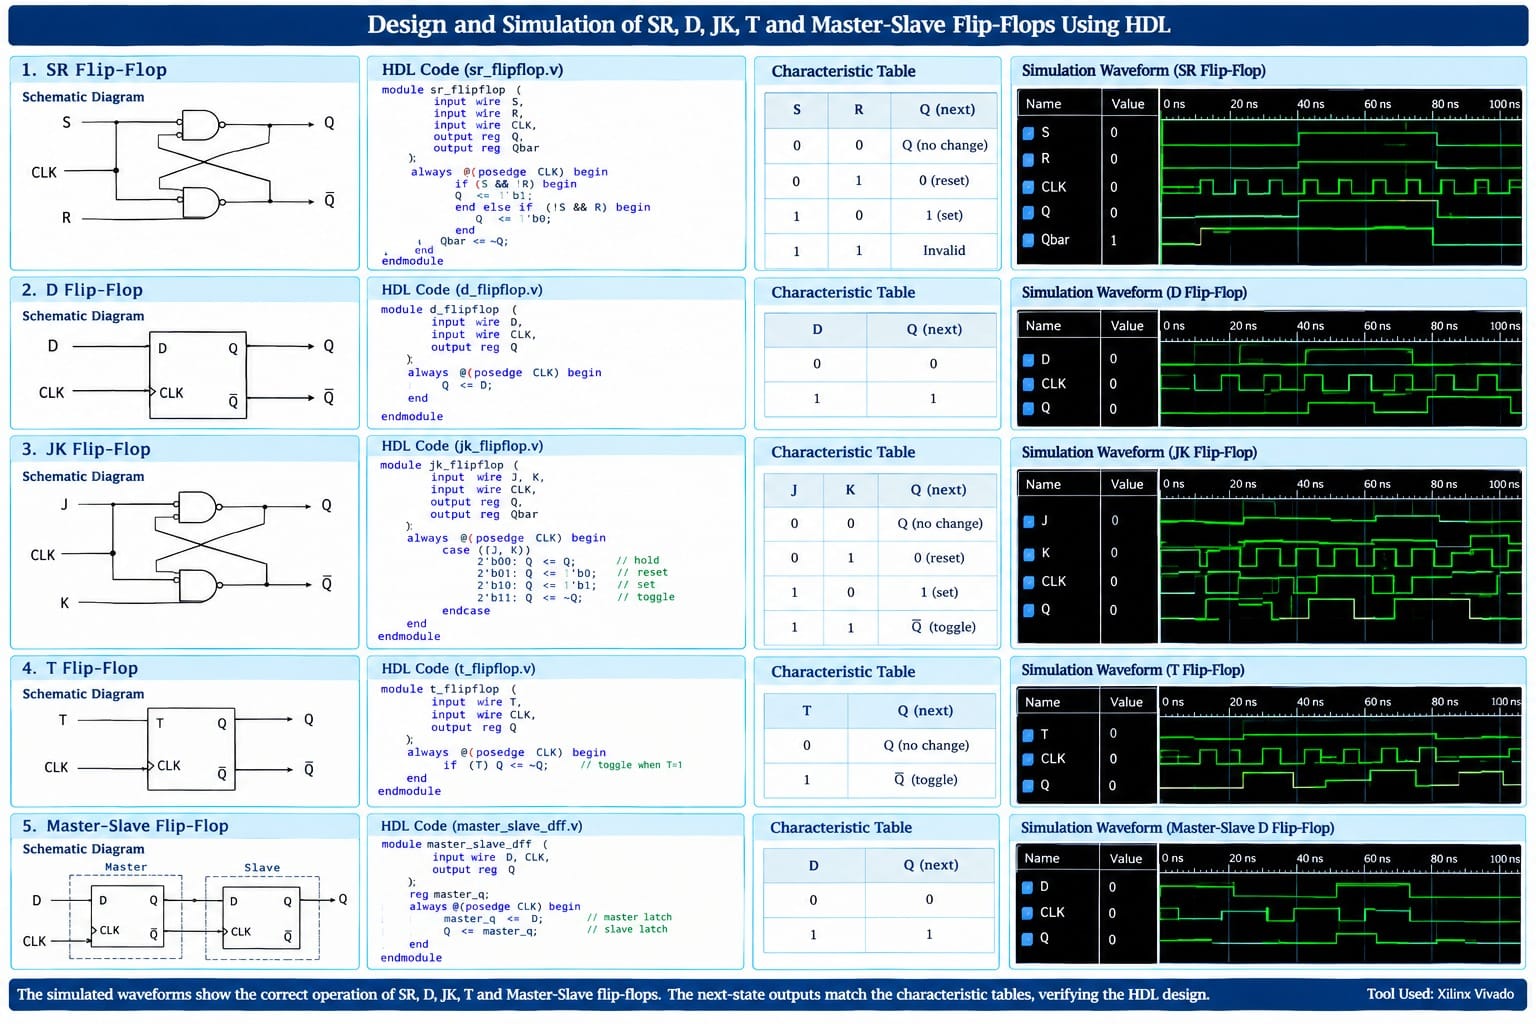 Design and Simulation of SR, D, JK, T and Master-Slave Flip-Flops Using HDL
1. SR Flip-Flop
Schematic Diagram
S
CLK
R
Q
Q̅
HDL Code (sr_flipflop.v)
module sr_flipflop (
input wire S,
input wire R,
input wire CLK,
output reg Q,
output reg Qbar
);
always @(posedge CLK) begin
if (S && !R) begin
Q <= 1'b1;
end else if (!S && R) begin
Q <= 1'b0;
end
Qbar <= ~Q;
end
endmodule
Characteristic Table
S R Q (next)
0 0 Q (no change)
0 1 0 (reset)
1 0 1 (set)
1 1 Invalid
Simulation Waveform (SR Flip-Flop)
Name Value 0 ns 20 ns 40 ns 60 ns 80 ns 100 ns
S 0
R 0
CLK 0
Q 0
Qbar 1
2. D Flip-Flop
Schematic Diagram
D D Q Q
CLK CLK Q̅ Q̅
HDL Code (d_flipflop.v)
module d_flipflop (
input wire D,
input wire CLK,
output reg Q
);
always @(posedge CLK) begin
Q <= D;
end
endmodule
Characteristic Table
D Q (next)
0 0
1 1
Simulation Waveform (D Flip-Flop)
Name Value 0 ns 20 ns 40 ns 60 ns 80 ns 100 ns
D 0
CLK 0
Q 0
3. JK Flip-Flop
Schematic Diagram
J
CLK
K
Q
Q̅
HDL Code (jk_flipflop.v)
module jk_flipflop (
input wire J, K,
input wire CLK,
output reg Q,
output reg Qbar
);
always @(posedge CLK) begin
case ([J, K))
2'b00: Q <= Q; // hold
2'b01: Q <= 1'b0; // reset
2'b10: Q <= 1'b1; // set
2'b11: Q <= ~Q; // toggle
endcase
end
endmodule
Characteristic Table
J K Q (next)
0 0 Q (no change)
0 1 0 (reset)
1 0 1 (set)
1 1 Q̅ (toggle)
Simulation Waveform (JK Flip-Flop)
Name Value 0 ns 20 ns 40 ns 60 ns 80 ns 100 ns
J 0
K 0
CLK 0
Q 0
4. T Flip-Flop
Schematic Diagram
T T Q Q
CLK CLK Q̅ Q̅
HDL Code (t_flipflop.v)
module t_flipflop (
input wire T,
input wire CLK,
output reg Q
);
always @(posedge CLK) begin
if (T) Q <= ~Q; // toggle when T=1
end
endmodule
Characteristic Table
T Q (next)
0 Q (no change)
1 Q̅ (toggle)
Simulation Waveform (T Flip-Flop)
Name Value 0 ns 20 ns 40 ns 60 ns 80 ns 100 ns
T 0
CLK 0
Q 0
5. Master-Slave Flip-Flop
Schematic Diagram
Master Slave
D D Q D Q Q
CLK CLK Q̅ CLK Q̅
HDL Code (master_slave_dff.v)
module master_slave_dff (
input wire D, CLK,
output reg Q
);
reg master_q;
always @(posedge CLK) begin
master_q <= D; // master latch
Q <= master_q; // slave latch
end
endmodule
Characteristic Table
D Q (next)
0 0
1 1
Simulation Waveform (Master-Slave D Flip-Flop)
Name Value 0 ns 20 ns 40 ns 60 ns 80 ns 100 ns
D 0
CLK 0
Q 0
The simulated waveforms show the correct operation of SR, D, JK, T and Master-Slave flip-flops. The next-state outputs match the characteristic tables, verifying the HDL design.
Tool Used: Xilinx Vivado